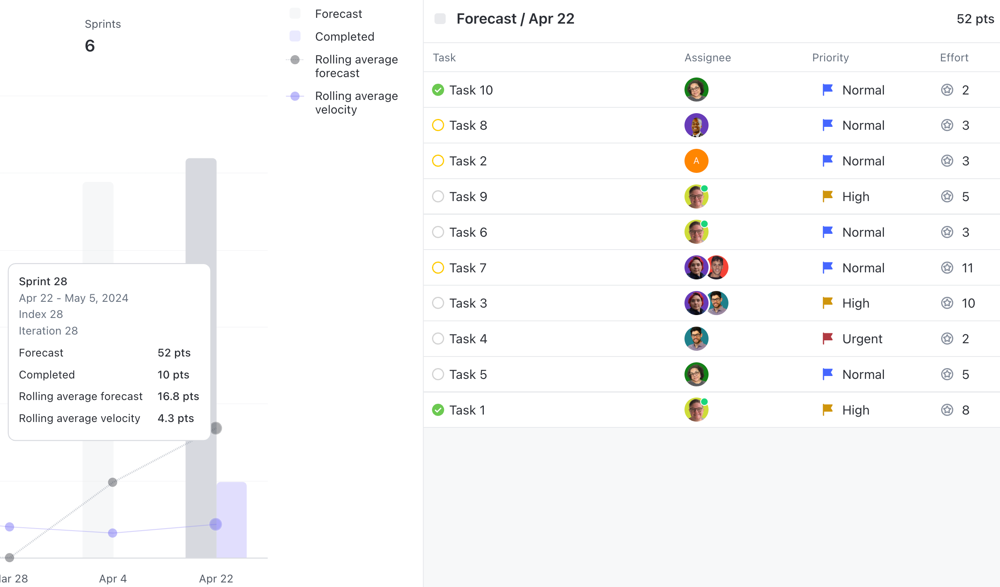 Sprints
6
Forecast
Completed
Rolling average
forecast
Rolling average
velocity
Sprint 28
Apr 22 - May 5, 2024
Index 28
Iteration 28
Forecast 52 pts
Completed 10 pts
Rolling average forecast 16.8 pts
Rolling average velocity 4.3 pts
ar 28 Apr 4 Apr 22
Forecast / Apr 22 52 pts
Task Assignee Priority Effort
Task 10 Normal 2
Task 8 Normal 3
Task 2 A Normal 3
Task 9 High 5
Task 6 Normal 3
Task 7 Normal 11
Task 3 High 10
Task 4 Urgent 2
Task 5 Normal 5
Task 1 High 8